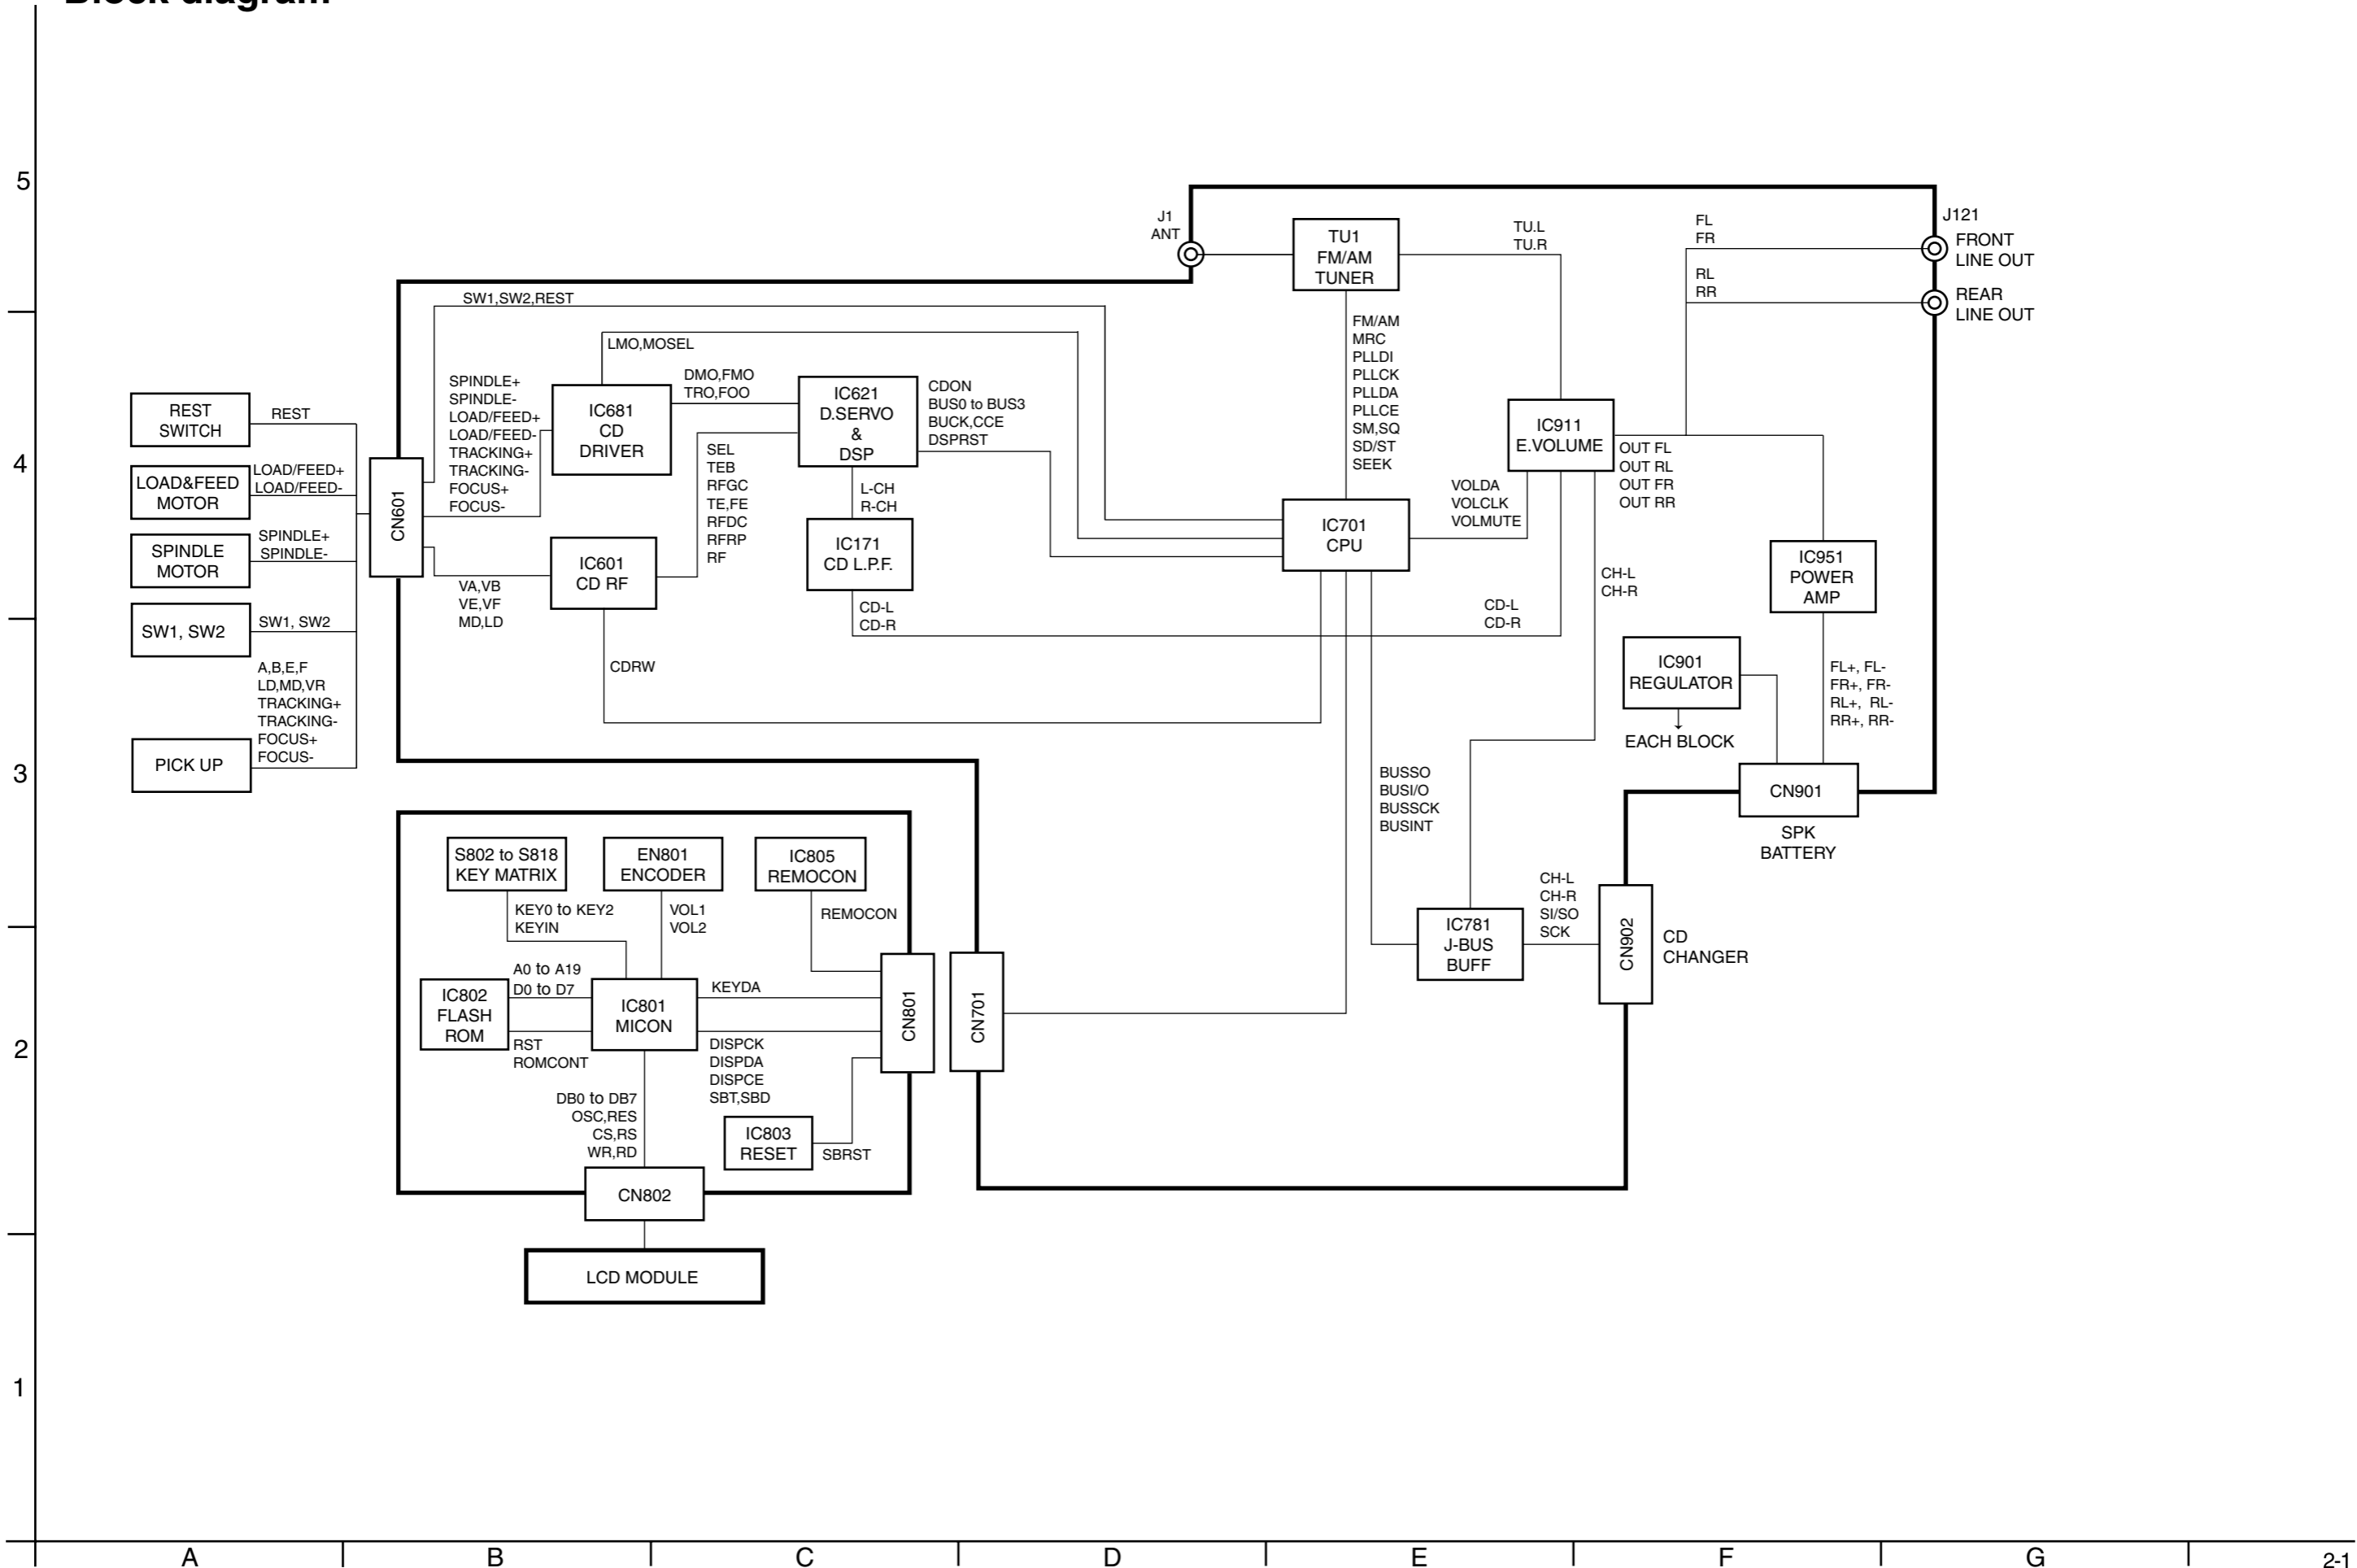 Block diagram
5
4
3
2
1
J1
ANT
TU1
FM/AM
TUNER
TU.L
TU.R
FL
FR
RL
RR
J121
FRONT
LINE OUT
REAR
LINE OUT
SW1,SW2,REST
LMO,MOSEL
FM/AM
MRC
PLLDI
PLLCK
PLLDA
PLLCE
SM,SQ
SD/ST
SEEK
REST
SWITCH
REST
LOAD&FEED
MOTOR
LOAD/FEED+
LOAD/FEED-
SPINDLE
MOTOR
SPINDLE+
SPINDLE-
SW1, SW2
SW1, SW2
A,B,E,F
LD,MD,VR
TRACKING+
TRACKING-
FOCUS+
FOCUS-
PICK UP
CN601
SPINDLE+
SPINDLE-
LOAD/FEED+
LOAD/FEED-
TRACKING+
TRACKING-
FOCUS+
FOCUS-
IC681
CD
DRIVER
DMO,FMO
TRO,FOO
IC621
D.SERVO
&
DSP
CDON
BUS0 to BUS3
BUCK,CCE
DSPRST
SEL
TEB
RFGC
TE,FE
RFDC
RFRP
RF
L-CH
R-CH
IC171
CD L.P.F.
CD-L
CD-R
VA,VB
VE,VF
MD,LD
IC601
CD RF
CDRW
IC701
CPU
VOLDA
VOLCLK
VOLMUTE
IC911
E.VOLUME
OUT FL
OUT RL
OUT FR
OUT RR
CH-L
CH-R
CD-L
CD-R
IC951
POWER
AMP
IC901
REGULATOR
EACH BLOCK
FL+, FL-
FR+, FR-
RL+, RL-
RR+, RR-
CN901
SPK
BATTERY
BUSSO
BUSI/O
BUSSCK
BUSINT
IC781
J-BUS
BUFF
CH-L
CH-R
SI/SO
SCK
CN902
CD
CHANGER
S802 to S818
KEY MATRIX
EN801
ENCODER
IC805
REMOCON
KEY0 to KEY2
KEYIN
VOL1
VOL2
REMOCON
A0 to A19
D0 to D7
IC802
FLASH
ROM
RST
ROMCONT
IC801
MICON
KEYDA
DISPCK
DISPDA
DISPCE
SBT,SBD
CN801
CN701
DB0 to DB7
OSC,RES
CS,RS
WR,RD
IC803
RESET
SBRST
CN802
LCD MODULE
A
B
C
D
E
F
G
2-1